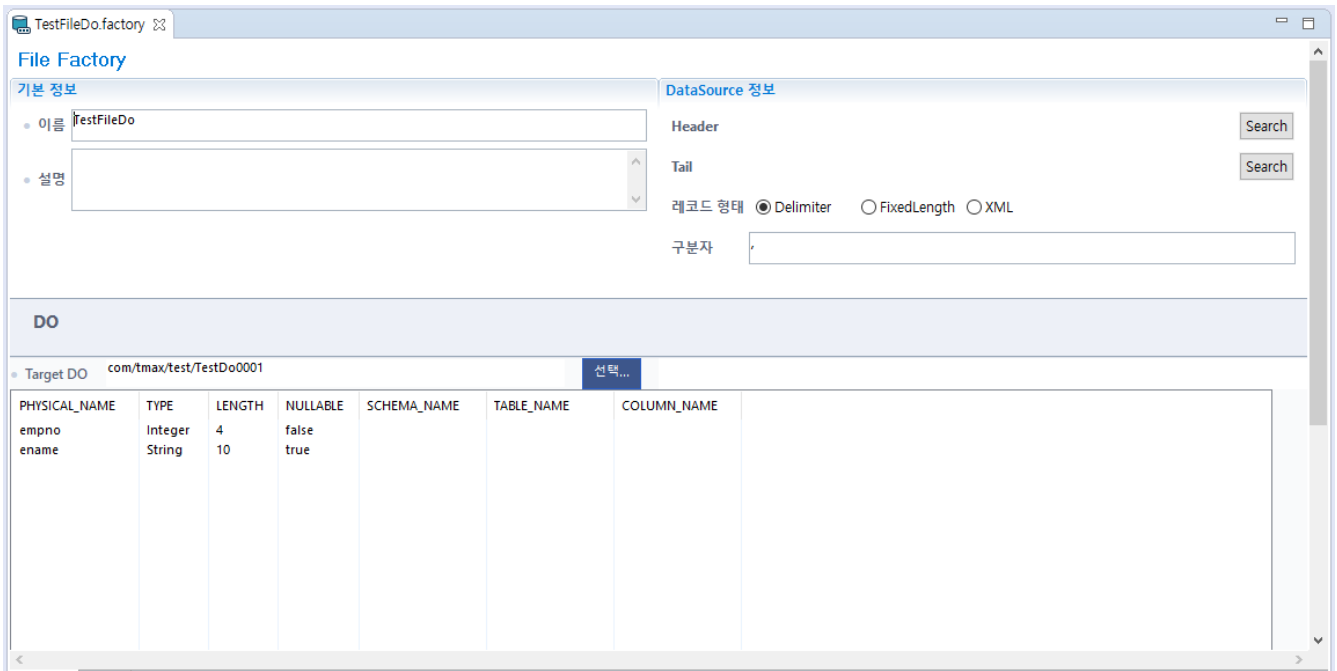 TestFileDo.factory
File Factory
기본 정보
이름 TestFileDo
설명
DataSource 정보
Header Search
Tail Search
레코드 형태 Delimiter FixedLength XML
구분자 ,
DO
Target DO com/tmax/test/TestDo0001 선택...
PHYSICAL_NAME TYPE LENGTH NULLABLE SCHEMA_NAME TABLE_NAME COLUMN_NAME
empno Integer 4 false
ename String 10 true